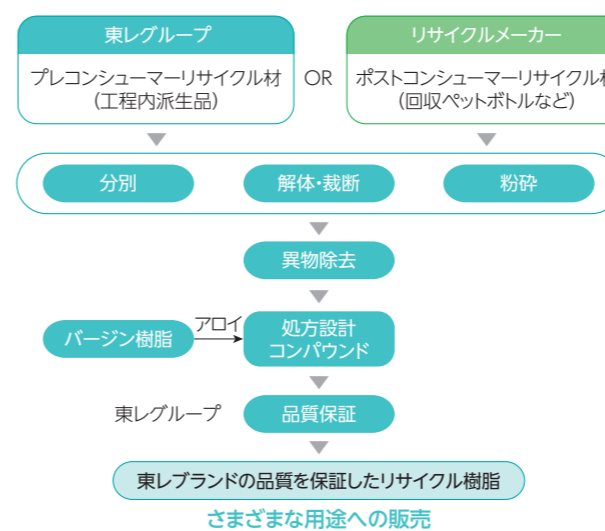 東レグループ
プレコンシューマーリサイクル材
(工程内派生品)
OR
リサイクルメーカー
ポストコンシューマーリサイクル材
(回収ペットボトルなど)
分別
解体・裁断
粉砕
異物除去
バージン樹脂
アロイ
処方設計
コンパウンド
東レグループ
品質保証
東レブランドの品質を保証したリサイクル樹脂
さまざまな用途への販売